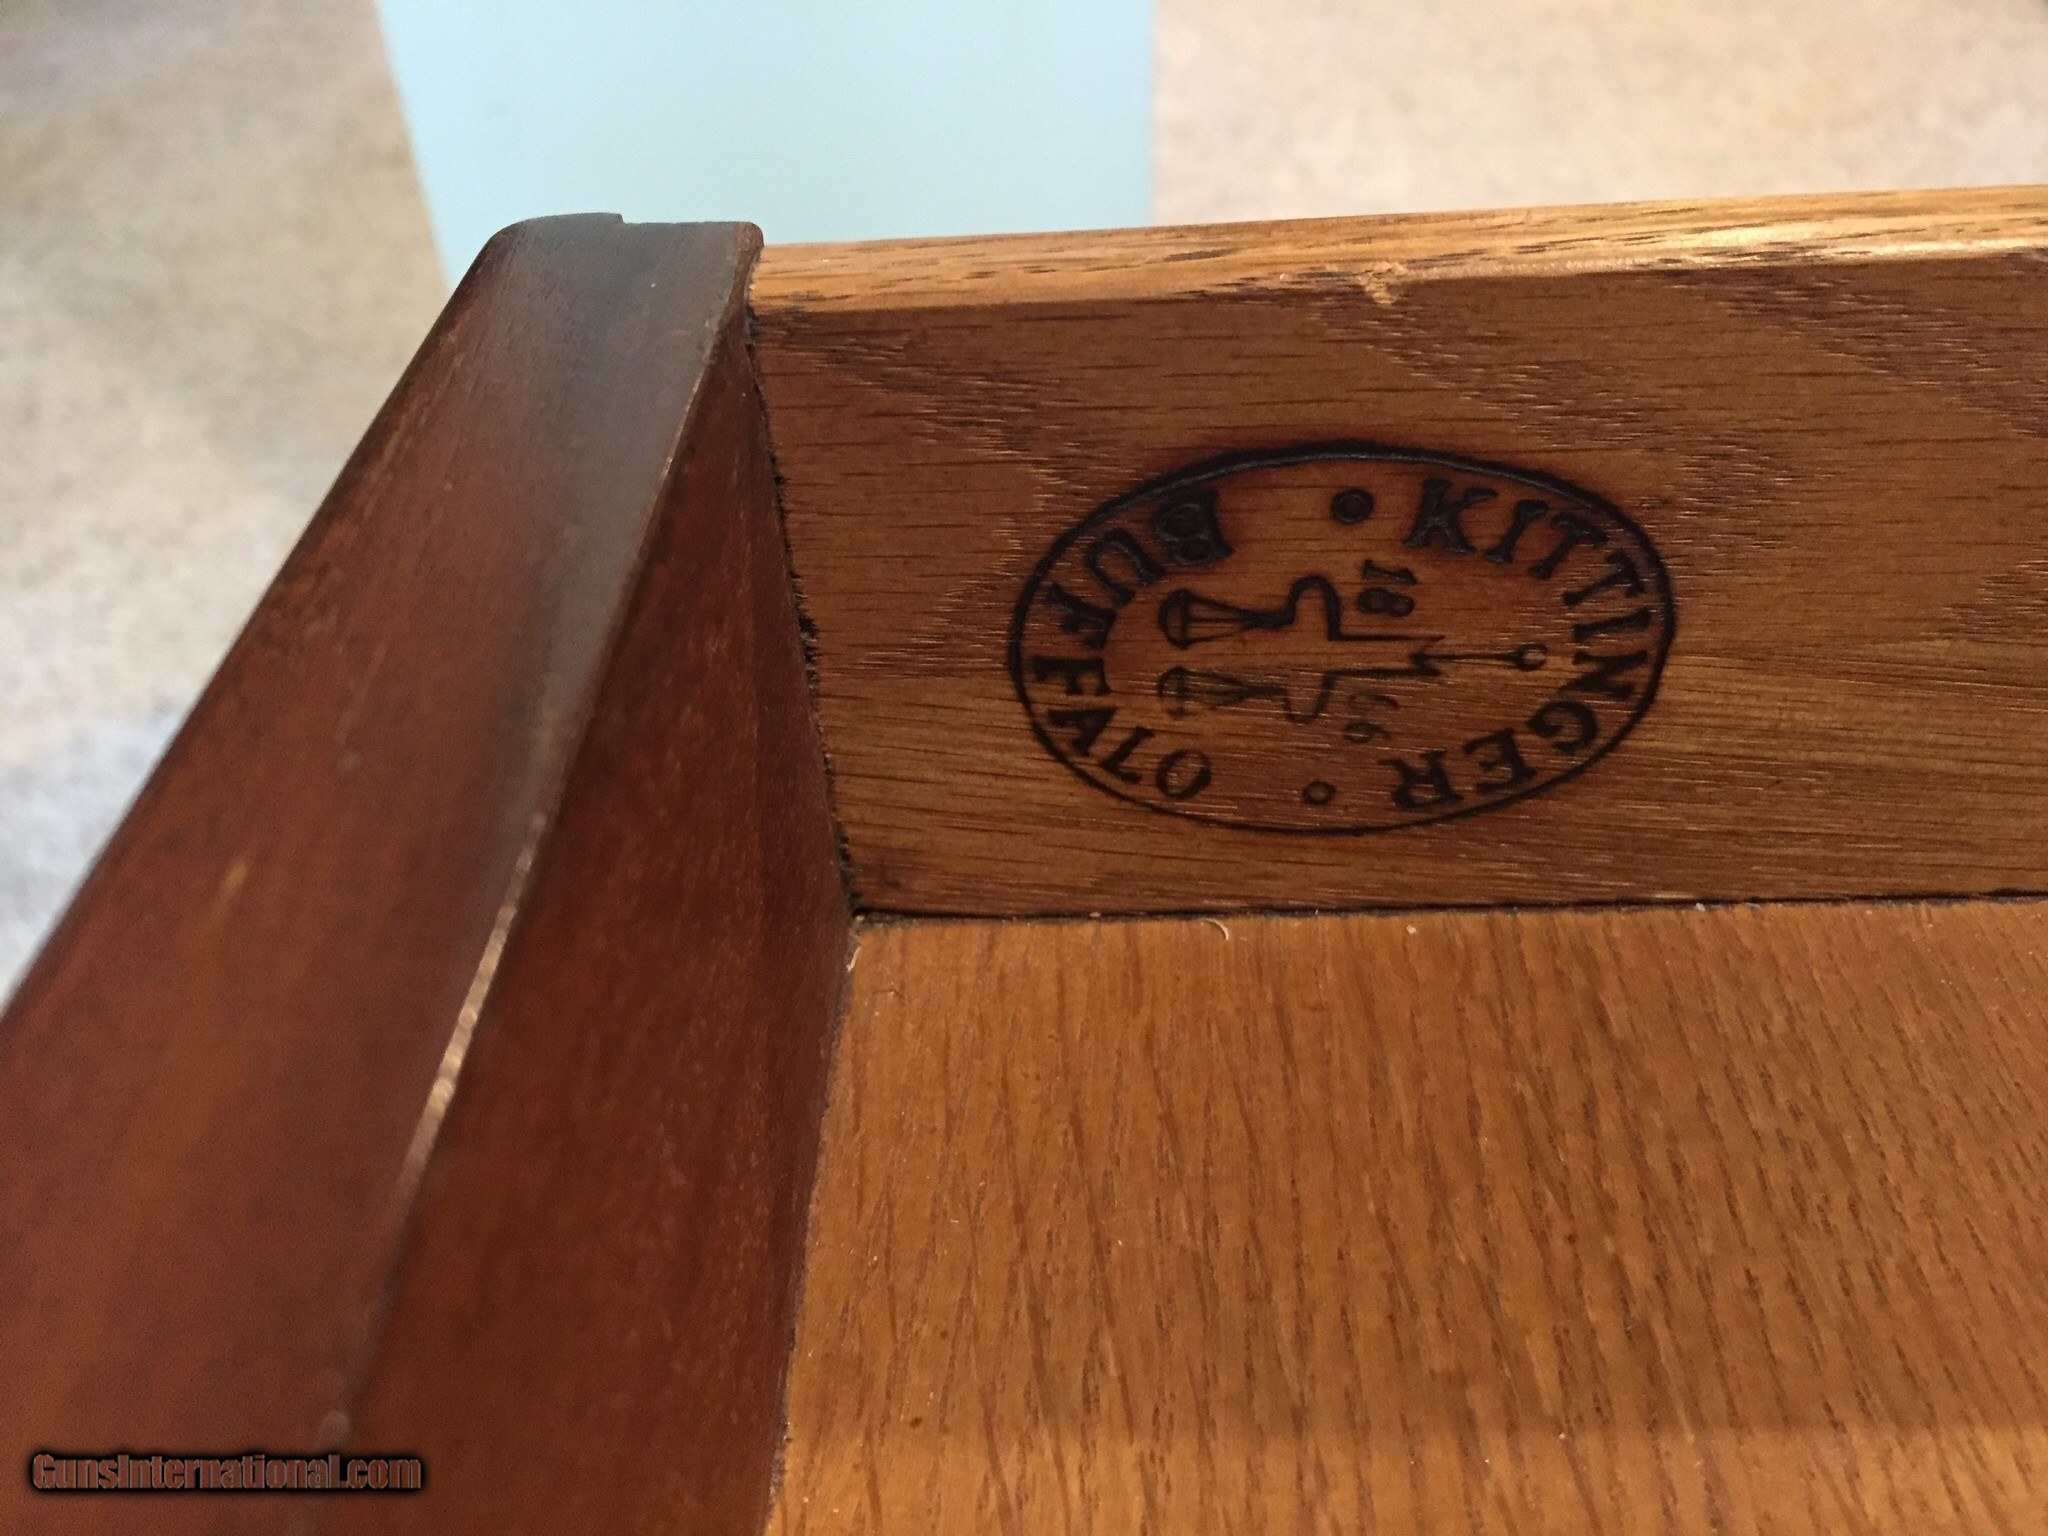 KITTINGER
18 66
BUFFALO
GunsInternational.com